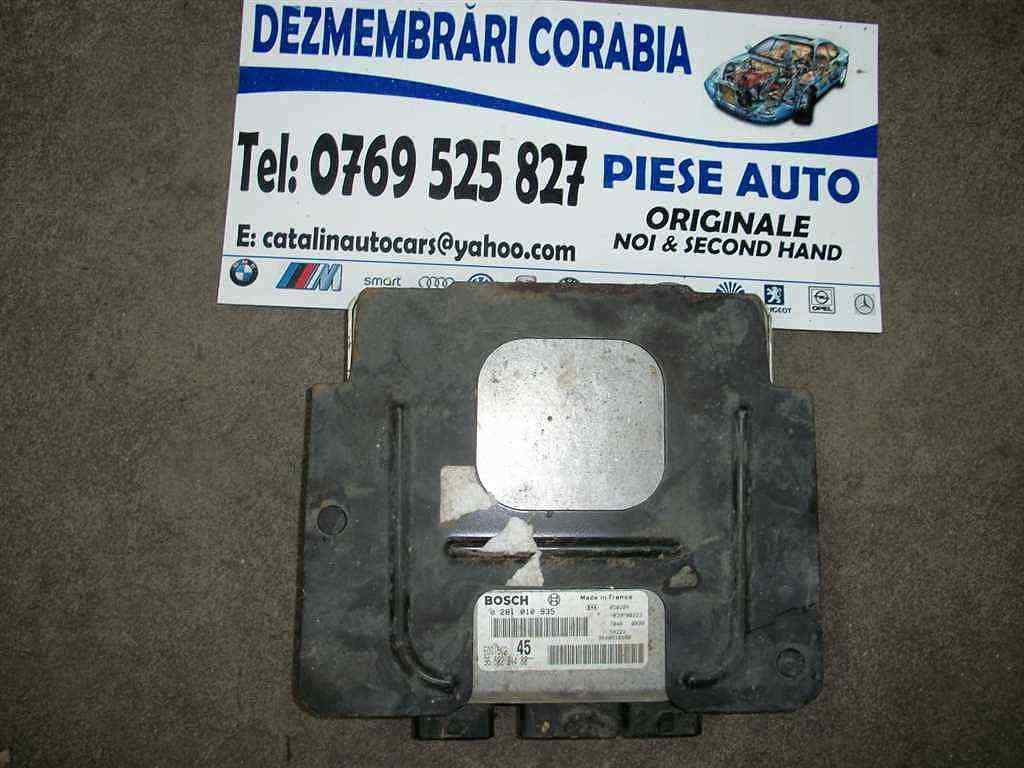 DEZMEMBRĂRI CORABIA
Tel: 0769 525 827
PIESE AUTO
ORIGINALE
NOI & SECOND HAND
E: catalinautocars@yahoo.com
smart
OPEL
BOSCH
Made in France
0 281 010 935
45